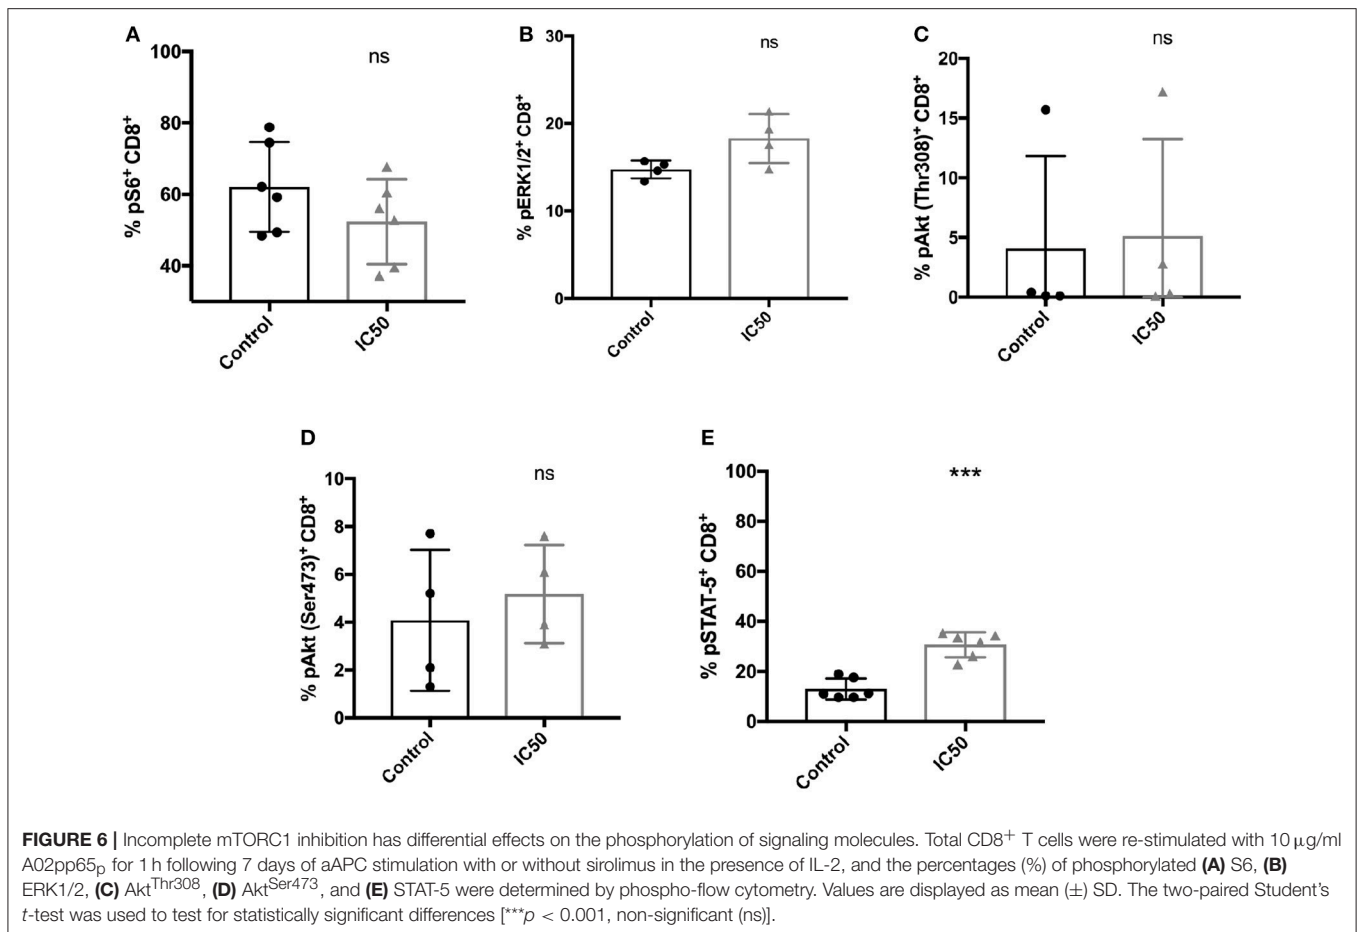 A
ns
% pS6⁺ CD8⁺
100
80
60
40
Control
IC50
B
ns
% pERK1/2⁺ CD8⁺
30
20
10
0
Control
IC50
C
ns
% pAkt (Thr308)⁺ CD8⁺
20
15
10
5
0
Control
IC50
D
ns
% pAkt (Ser473)⁺ CD8⁺
10
8
6
4
2
0
Control
IC50
E
***
% pSTAT-5⁺ CD8⁺
100
80
60
40
20
0
Control
IC50
FIGURE 6 | Incomplete mTORC1 inhibition has differential effects on the phosphorylation of signaling molecules. Total CD8⁺ T cells were re-stimulated with 10 μg/ml
A02pp65ₚ for 1 h following 7 days of aAPC stimulation with or without sirolimus in the presence of IL-2, and the percentages (%) of phosphorylated (A) S6, (B)
ERK1/2, (C) Akt^Thr308, (D) Akt^Ser473, and (E) STAT-5 were determined by phospho-flow cytometry. Values are displayed as mean (±) SD. The two-paired Student's
t-test was used to test for statistically significant differences [***p < 0.001, non-significant (ns)].